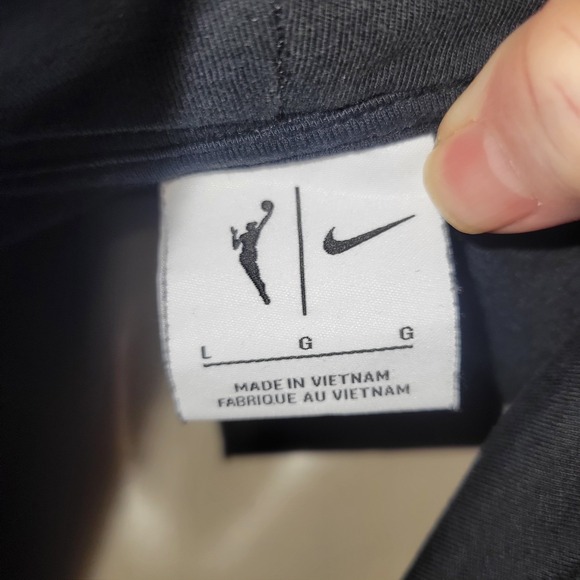 L G G
MADE IN VIETNAM
FABRIQUE AU VIETNAM